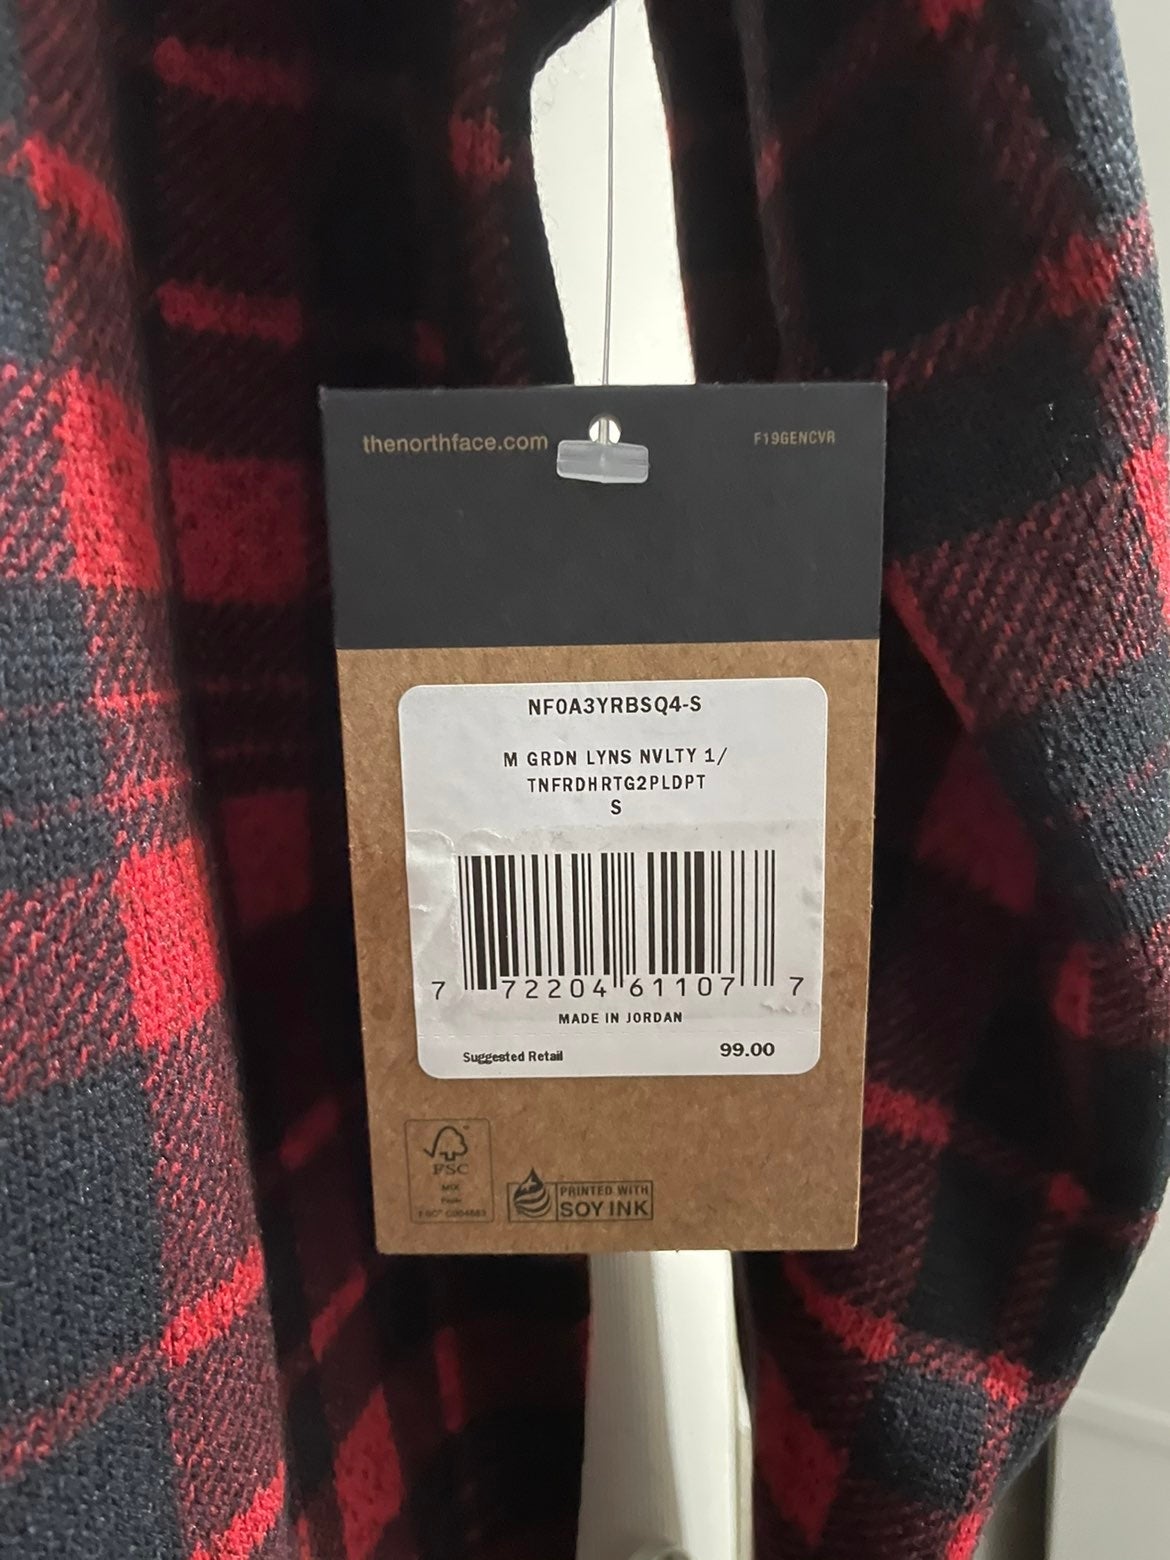 thenorthface.com
F19GENCVR
NF0A3YRBSQ4-S
M GRDN LYNS NVLTY 1/
TNFRDHRTG2PLDPT
S
7 72204 61107 7
MADE IN JORDAN
Suggested Retail 99.00
FSC
MIX
PRINTED WITH
SOY INK